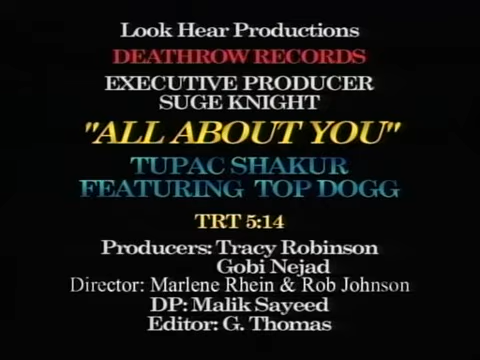 Look Hear Productions
DEATHROW RECORDS
EXECUTIVE PRODUCER
SUGE KNIGHT
"ALL ABOUT YOU"
TUPAC SHAKUR
FEATURING TOP DOGG
TRT 5:14
Producers: Tracy Robinson
Gobi Nejad
Director: Marlene Rhein & Rob Johnson
DP: Malik Sayeed
Editor: G. Thomas